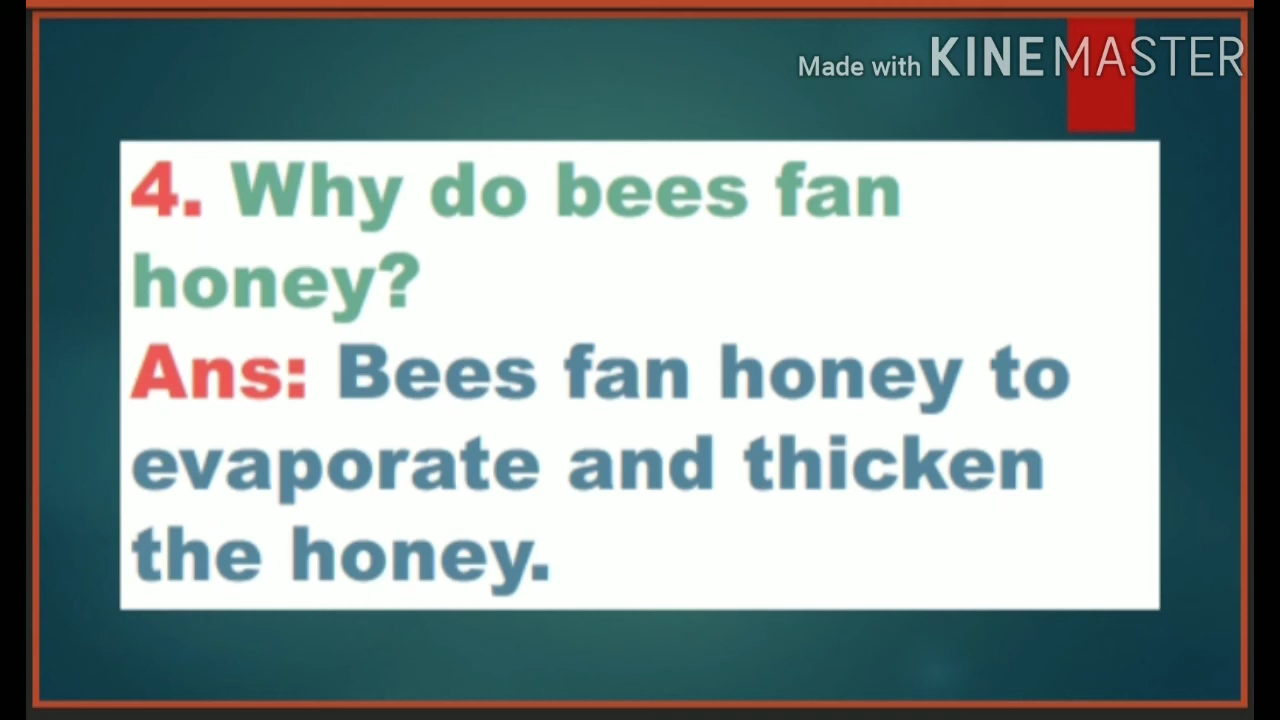 Made with KINEMASTER
4. Why do bees fan
honey?
Ans: Bees fan honey to
evaporate and thicken
the honey.